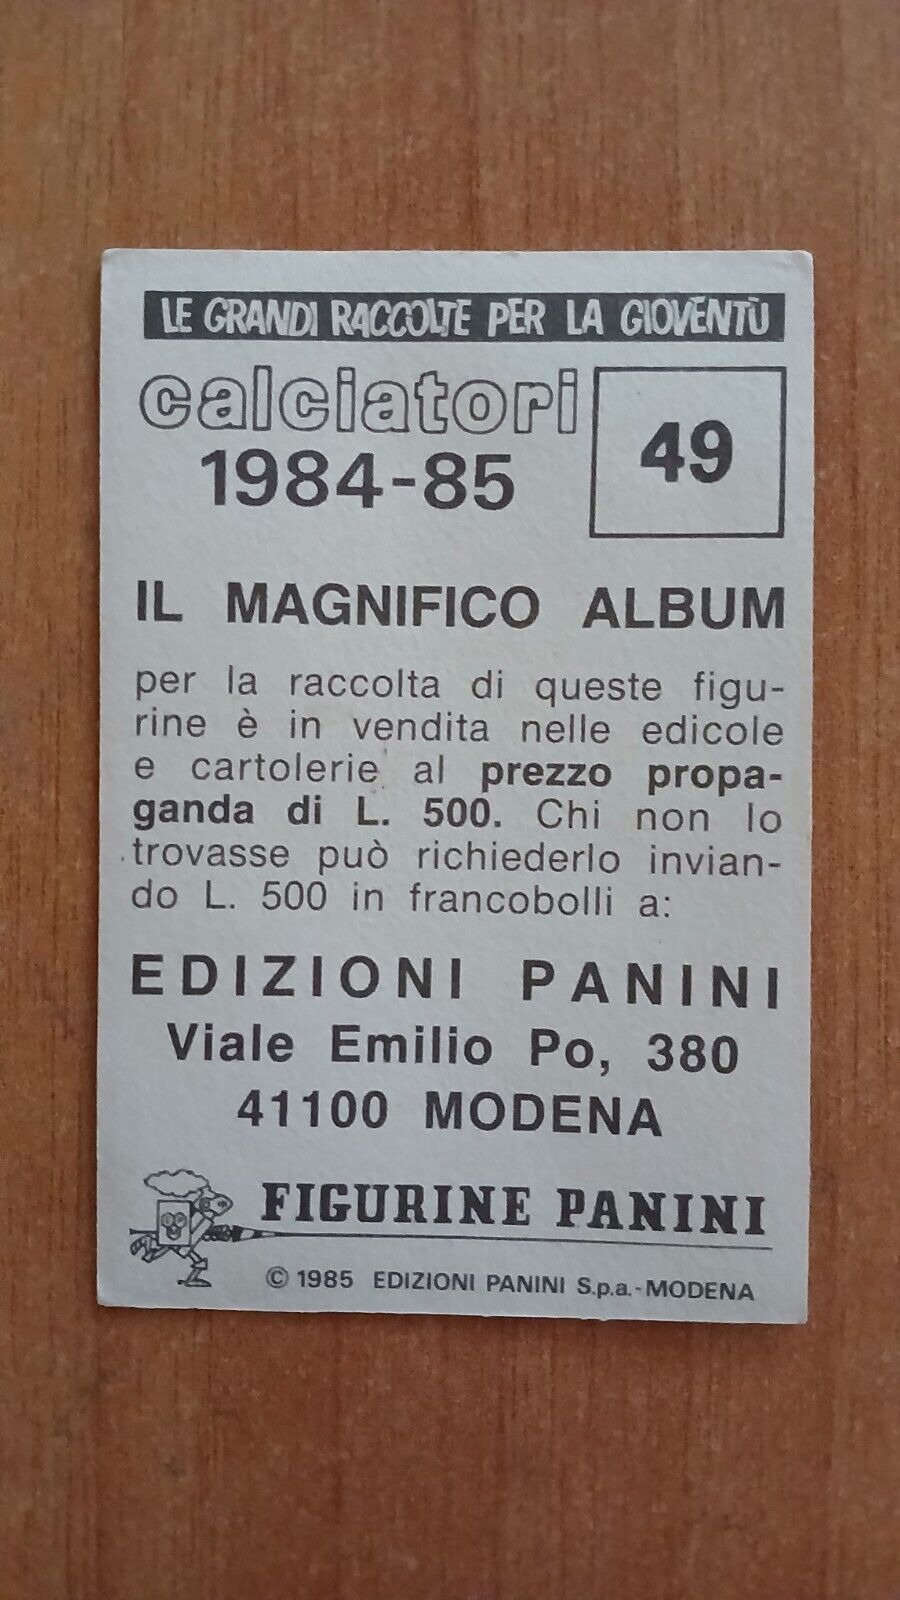 LE GRANDI RACCOLTE PER LA GIOVENTÙ
calciatori
1984-85
49
IL MAGNIFICO ALBUM
per la raccolta di queste figu-
rine è in vendita nelle edicole
e cartolerie al prezzo propa-
ganda di L. 500. Chi non lo
trovasse può richiederlo invian-
do L. 500 in francobolli a:
EDIZIONI PANINI
Viale Emilio Po, 380
41100 MODENA
FIGURINE PANINI
© 1985 EDIZIONI PANINI S.p.a.-MODENA